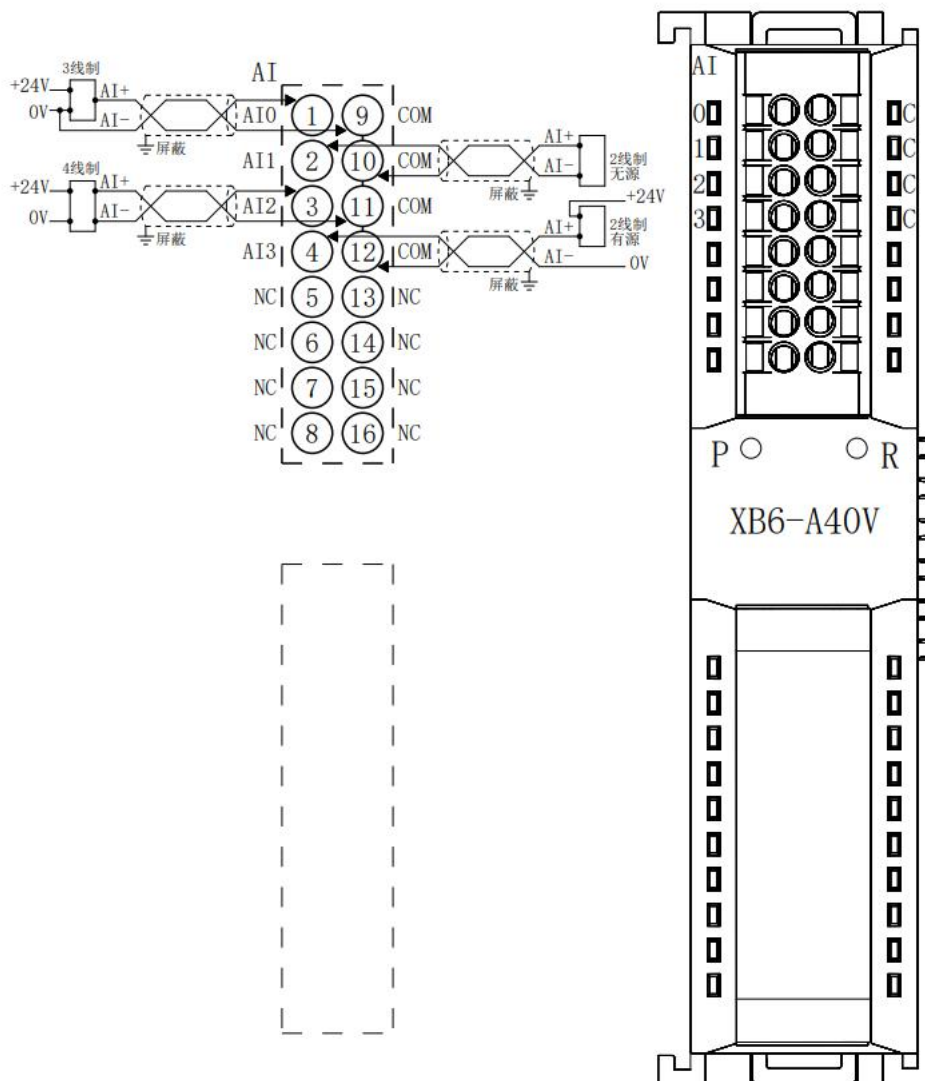 3线制
+24V
0V
AI+
AI-
屏蔽
4线制
+24V
0V
AI+
AI-
屏蔽
AI
AI0 1 9 COM
AI1 2 10 COM
AI2 3 11 COM
AI3 4 12 COM
NC 5 13 NC
NC 6 14 NC
NC 7 15 NC
NC 8 16 NC
AI+
AI-
屏蔽
2线制
无源
+24V
AI+
AI-
屏蔽
2线制
有源
0V
AI
0 C
1 C
2 C
3 C
P R
XB6-A40V